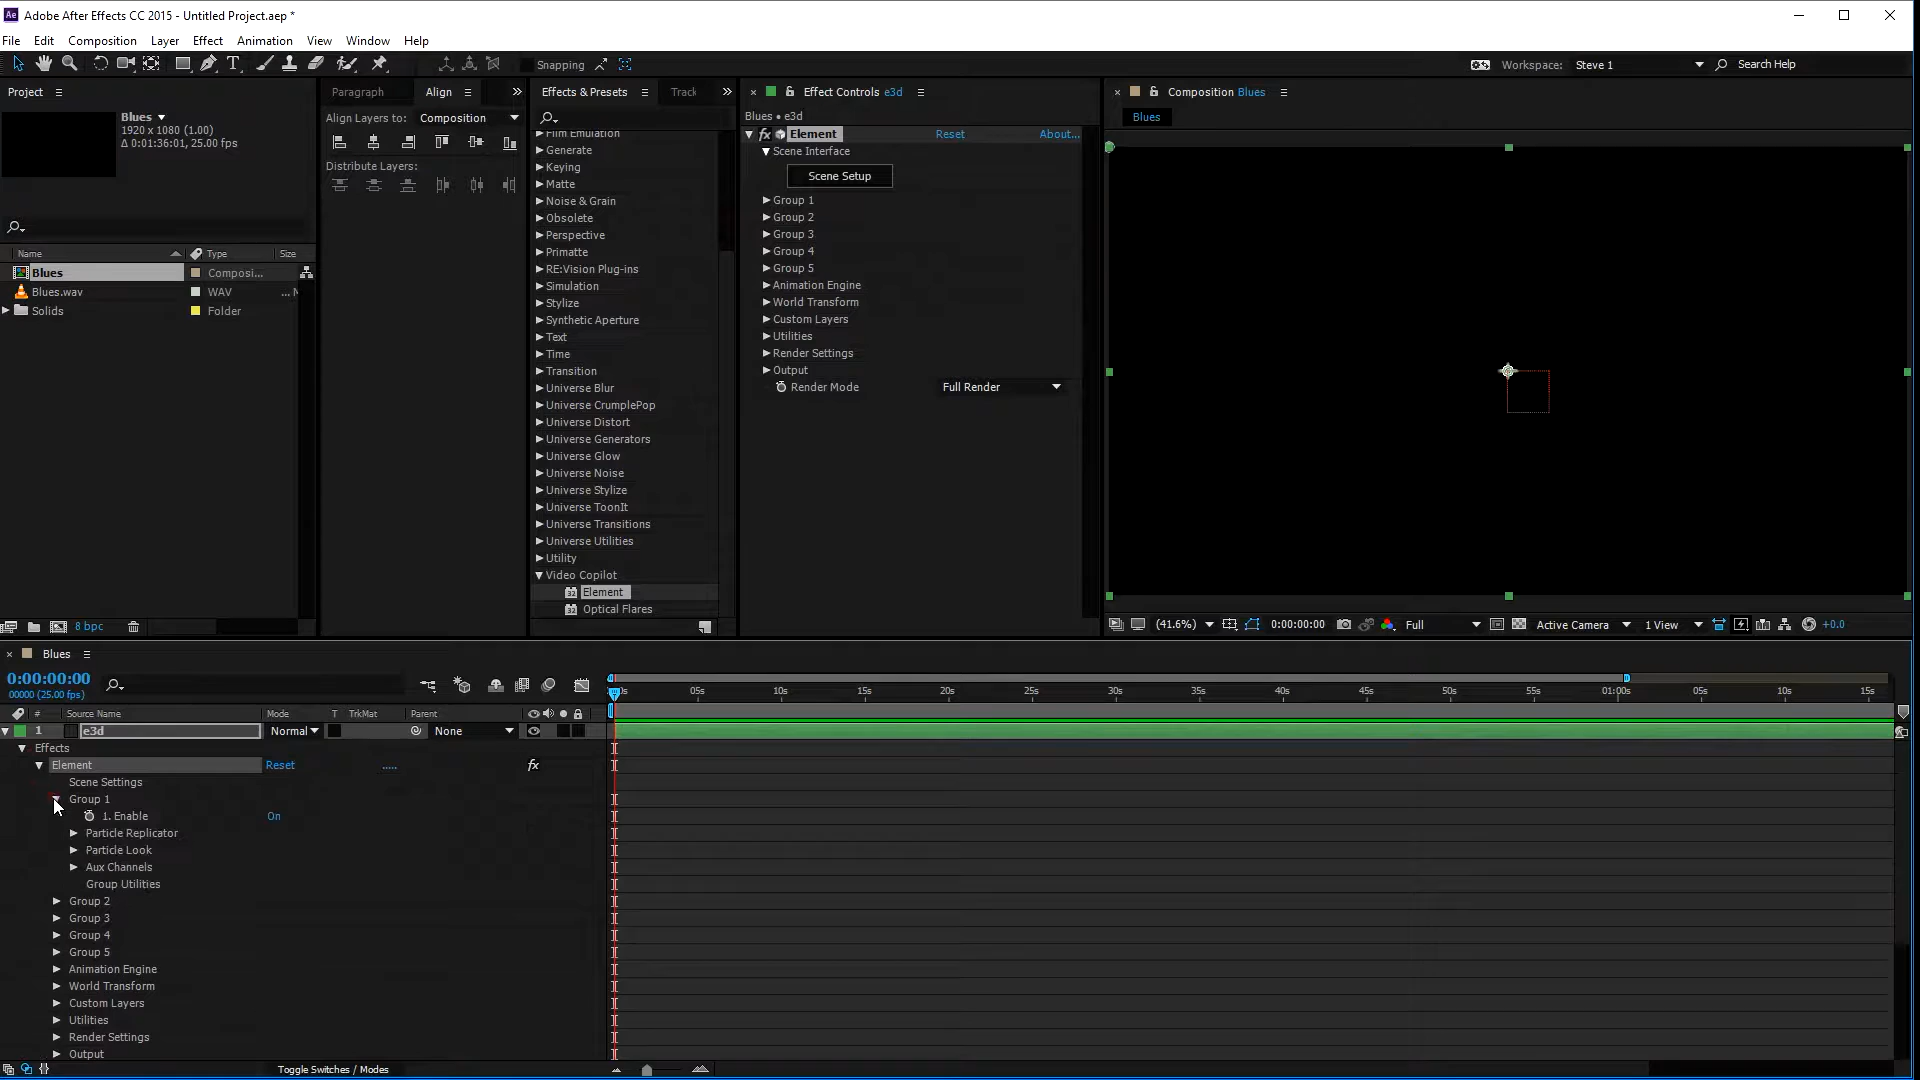 Adobe After Effects CC 2015 - Untitled Project.aep *
File Edit Composition Layer Effect Animation View Window Help
Snapping
Workspace: Steve 1
Search Help
Project
Blues
1920 x 1080 (1.00)
Δ 0:01:36:01, 25.00 fps
Name Type Size
Blues Composi...
Blues.wav WAV ...
Solids Folder
8 bpc
Paragraph Align
Align Layers to: Composition
Distribute Layers:
Effects & Presets Track
Film Emulation
Generate
Keying
Matte
Noise & Grain
Obsolete
Perspective
Primatte
RE:Vision Plug-ins
Simulation
Stylize
Synthetic Aperture
Text
Time
Transition
Universe Blur
Universe CrumplePop
Universe Distort
Universe Generators
Universe Glow
Universe Noise
Universe Stylize
Universe ToonIt
Universe Transitions
Universe Utilities
Utility
Video Copilot
Element
Optical Flares
Effect Controls e3d
Blues • e3d
fx Element Reset About...
Scene Interface
Scene Setup
Group 1
Group 2
Group 3
Group 4
Group 5
Animation Engine
World Transform
Custom Layers
Utilities
Render Settings
Output
Render Mode Full Render
Composition Blues
Blues
(41.6%) 0:00:00:00 Full Active Camera 1 View +0.0
Blues
0:00:00:00
00000 (25.00 fps)
05s 10s 15s 20s 25s 30s 35s 40s 45s 50s 55s 01:00s 05s 10s 15s
# Source Name Mode T TrkMat Parent
1 e3d Normal None
Effects
Element Reset ..... fx
Scene Settings
Group 1
1. Enable On
Particle Replicator
Particle Look
Aux Channels
Group Utilities
Group 2
Group 3
Group 4
Group 5
Animation Engine
World Transform
Custom Layers
Utilities
Render Settings
Output
Toggle Switches / Modes